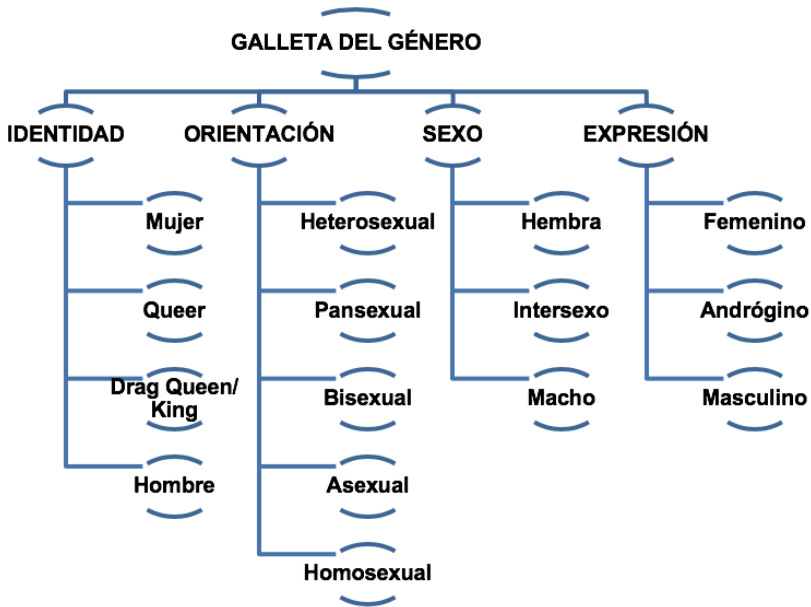 GALLETA DEL GÉNERO
IDENTIDAD
Mujer
Queer
Drag Queen/
King
Hombre
ORIENTACIÓN
Heterosexual
Pansexual
Bisexual
Asexual
Homosexual
SEXO
Hembra
Intersexo
Macho
EXPRESIÓN
Femenino
Andrógino
Masculino